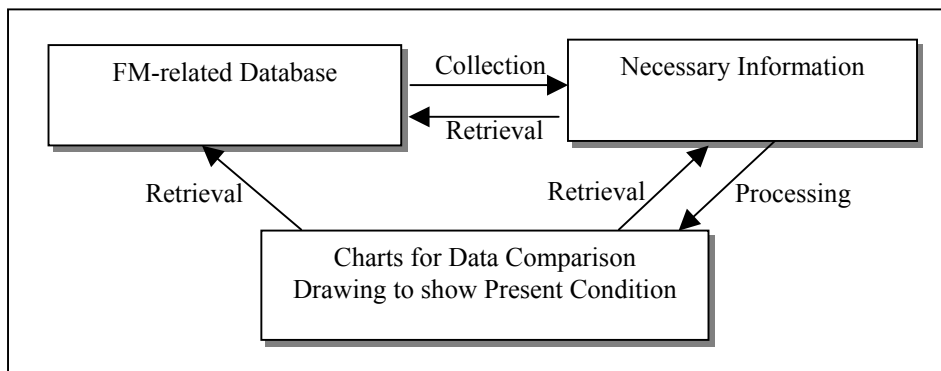 FM-related Database
Collection
Necessary Information
Retrieval
Retrieval
Retrieval
Processing
Charts for Data Comparison
Drawing to show Present Condition